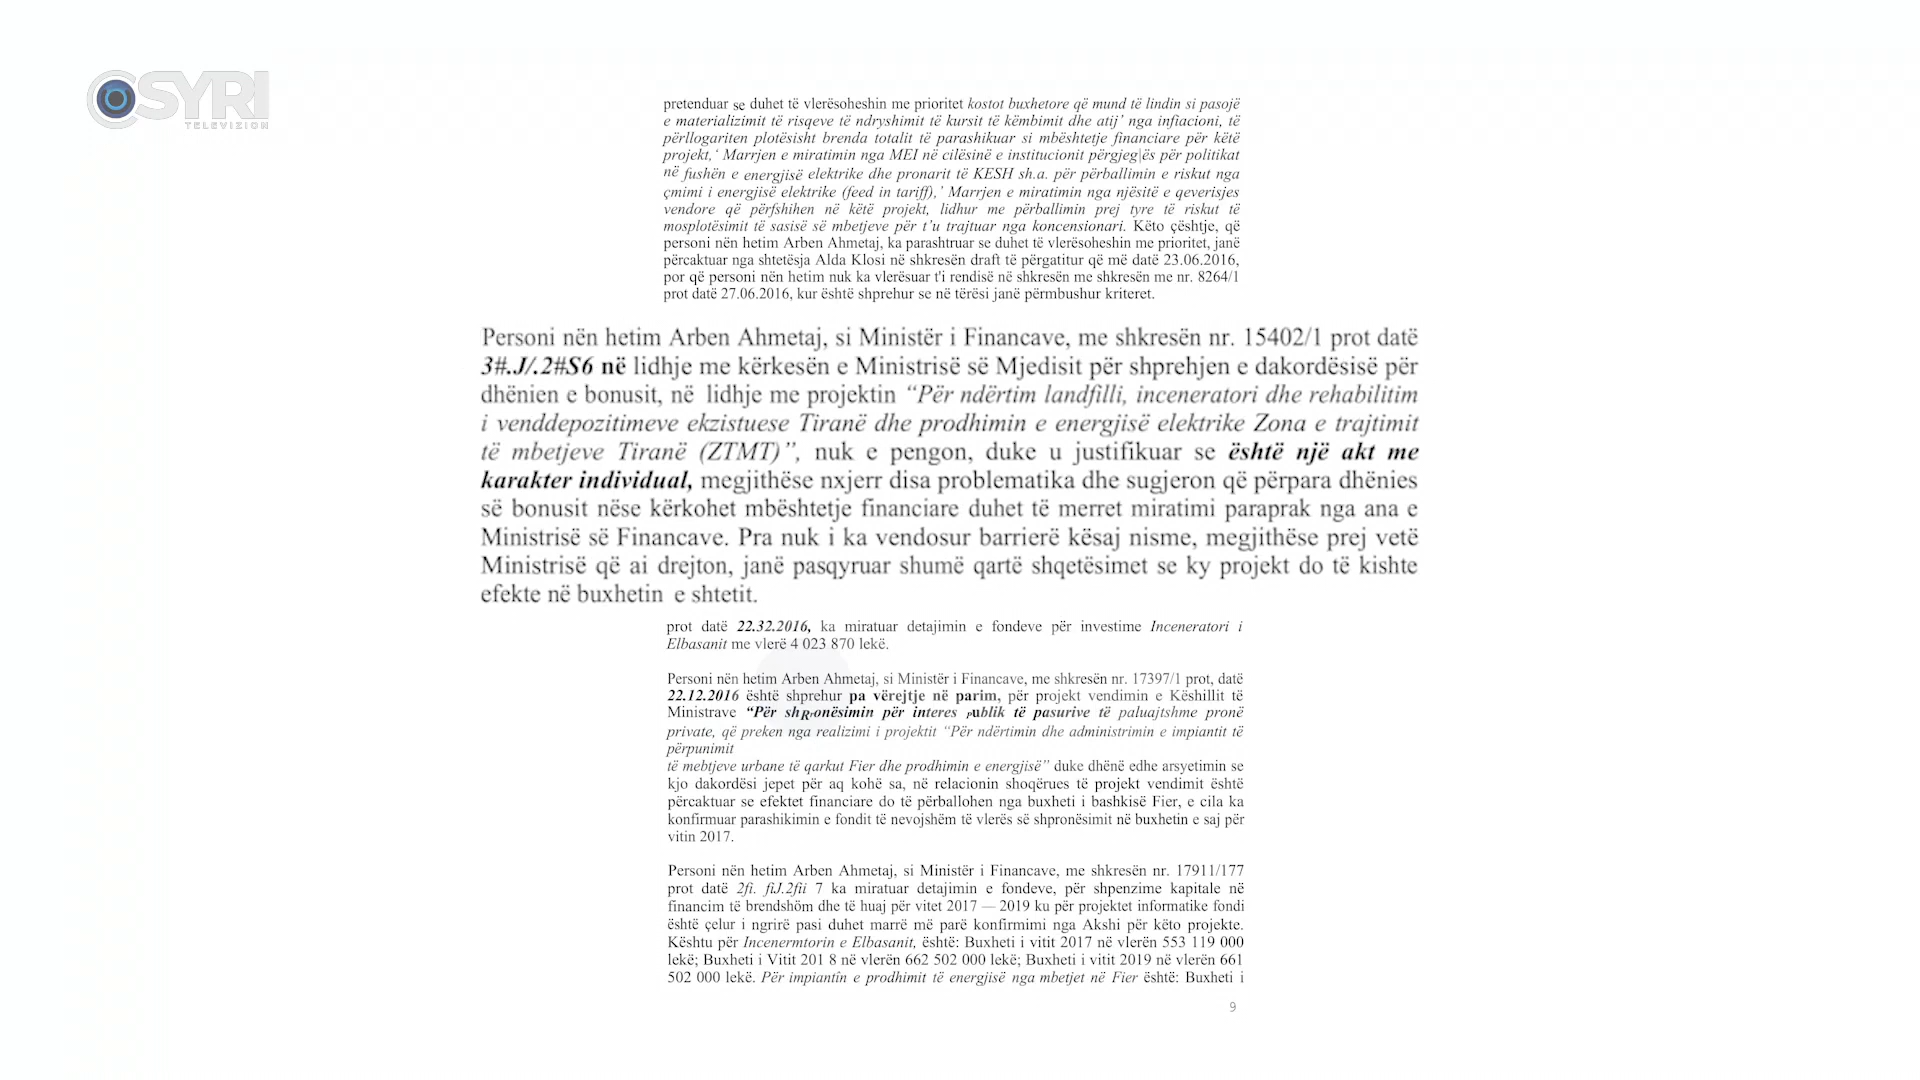 SYRI
TELEVIZION
pretenduar se duhet të vlerësoheshin me prioritet kostot buxhetore që mund të lindin si pasojë
e materializimit të risqeve të ndryshimit të kursit të këmbimit dhe atij’ nga infiacioni, të
përllogariten plotësisht brenda totalit të parashikuar si mbështetje financiare për këtë
projekt,‘ Marrjen e miratimin nga MEI në cilësinë e institucionit përgjeg|ës për politikat
në fushën e energjisë elektrike dhe pronarit të KESH sh.a. për përballimin e riskut nga
çmimi i energjisë elektrike (feed in tariff),’ Marrjen e miratimin nga njësitë e qeverisjes
vendore që përfshihen në këtë projekt, lidhur me përballimin prej tyre të riskut të
mosplotësimit të sasisë së mbetjeve për t’u trajtuar nga koncensionari. Këto çështje, që
personi nën hetim Arben Ahmetaj, ka parashtruar se duhet të vlerësoheshin me prioritet, janë
përcaktuar nga shtetësja Alda Klosi në shkresën draft të përgatitur që më datë 23.06.2016,
por që personi nën hetim nuk ka vlerësuar t'i rendisë në shkresën me shkresën me nr. 8264/1
prot datë 27.06.2016, kur është shprehur se në tërësi janë përmbushur kriteret.
Personi nën hetim Arben Ahmetaj, si Ministër i Financave, me shkresën nr. 15402/1 prot datë
3#.J/.2#S6 në lidhje me kërkesën e Ministrisë së Mjedisit për shprehjen e dakordësisë për
dhënien e bonusit, në lidhje me projektin “Për ndërtim landfilli, inceneratori dhe rehabilitim
i venddepozitimeve ekzistuese Tiranë dhe prodhimin e energjisë elektrike Zona e trajtimit
të mbetjeve Tiranë (ZTMT)”, nuk e pengon, duke u justifikuar se është një akt me
karakter individual, megjithëse nxjerr disa problematika dhe sugjeron që përpara dhënies
së bonusit nëse kërkohet mbështetje financiare duhet të merret miratimi paraprak nga ana e
Ministrisë së Financave. Pra nuk i ka vendosur barrierë kësaj nisme, megjithëse prej vetë
Ministrisë që ai drejton, janë pasqyruar shumë qartë shqetësimet se ky projekt do të kishte
efekte në buxhetin e shtetit.
prot datë 22.32.2016, ka miratuar detajimin e fondeve për investime Inceneratori i
Elbasanit me vlerë 4 023 870 lekë.
Personi nën hetim Arben Ahmetaj, si Ministër i Financave, me shkresën nr. 17397/1 prot, datë
22.12.2016 është shprehur pa vërejtje në parim, për projekt vendimin e Këshillit të
Ministrave “Për shRronësimin për interes Publik të pasurive të paluajtshme pronë
private, që preken nga realizimi i projektit “Për ndërtimin dhe administrimin e impiantit të
përpunimit
të mebtjeve urbane të qarkut Fier dhe prodhimin e energjisë” duke dhënë edhe arsyetimin se
kjo dakordësi jepet për aq kohë sa, në relacionin shoqërues të projekt vendimit është
përcaktuar se efektet financiare do të përballohen nga buxheti i bashkisë Fier, e cila ka
konfirmuar parashikimin e fondit të nevojshëm të vlerës së shpronësimit në buxhetin e saj për
vitin 2017.
Personi nën hetim Arben Ahmetaj, si Ministër i Financave, me shkresën nr. 17911/177
prot datë 2fi. fiJ.2fii 7 ka miratuar detajimin e fondeve, për shpenzime kapitale në
financim të brendshöm dhe të huaj për vitet 2017 — 2019 ku për projektet informatike fondi
është çelur i ngrirë pasi duhet marrë më parë konfirmimi nga Akshi për këto projekte.
Kështu për Incenermtorin e Elbasanit, është: Buxheti i vitit 2017 në vlerën 553 119 000
lekë; Buxheti i Vitit 201 8 në vlerën 662 502 000 lekë; Buxheti i vitit 2019 në vlerën 661
502 000 lekë. Për impiantîn e prodhimit të energjisë nga mbetjet në Fier është: Buxheti i
9